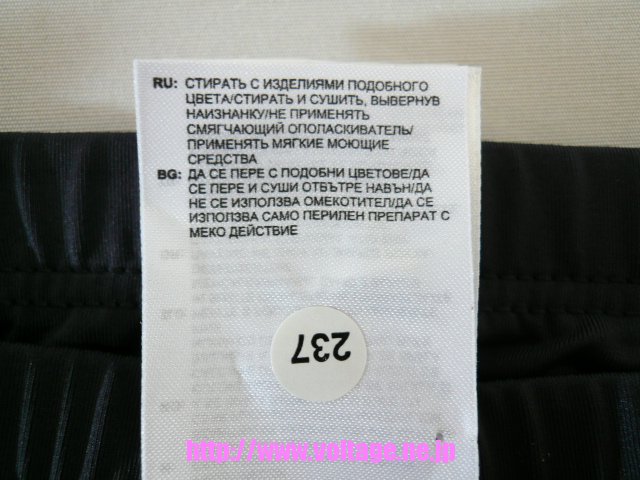 RU: СТИРАТЬ С ИЗДЕЛИЯМИ ПОДОБНОГО
ЦВЕТА/СТИРАТЬ И СУШИТЬ, ВЫВЕРНУВ
НАИЗНАНКУ/НЕ ПРИМЕНЯТЬ
СМЯГЧАЮЩИЙ ОПОЛАСКИВАТЕЛЬ/
ПРИМЕНЯТЬ МЯГКИЕ МОЮЩИЕ
СРЕДСТВА
BG: ДА СЕ ПЕРЕ С ПОДОБНИ ЦВЕТОВЕ/ДА
СЕ ПЕРЕ И СУШИ ОТВЪТРЕ НАВЪН/ДА
НЕ СЕ ИЗПОЛЗВА ОМЕКОТИТЕЛ/ДА СЕ
ИЗПОЛЗВА САМО ПЕРИЛЕН ПРЕПАРАТ С
МЕКО ДЕЙСТВИЕ
237
http://www.voltage.ne.jp